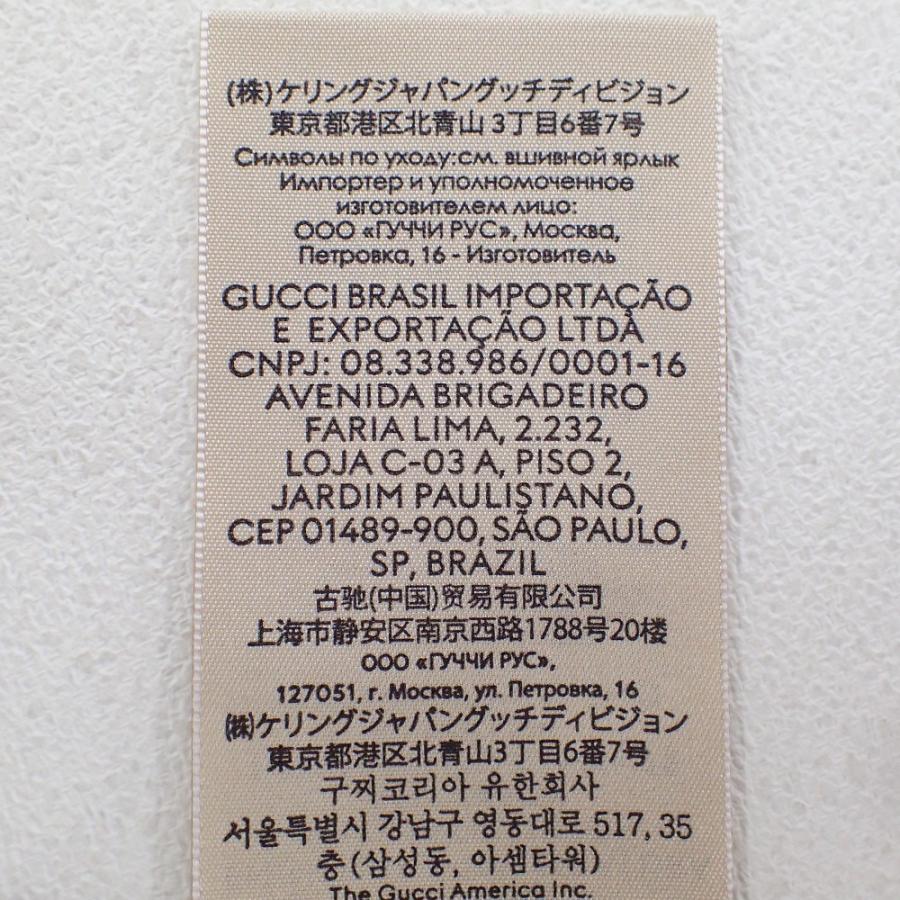 (株)ケリングジャパングッチディビジョン
東京都港区北青山 3丁目6番7号
Символы по уходу:см. вшивной ярлык
Импортер и уполномоченное
изготовителем лицо:
ООО «ГУЧЧИ РУС», Москва,
Петровка, 16 - Изготовитель
GUCCI BRASIL IMPORTAÇÃO
E EXPORTAÇÃO LTDA
CNPJ: 08.338.986/0001-16
AVENIDA BRIGADEIRO
FARIA LIMA, 2.232,
LOJA C-03 A, PISO 2,
JARDIM PAULISTANO,
CEP 01489-900, SÃO PAULO,
SP, BRAZIL
古驰(中国)贸易有限公司
上海市静安区南京西路1788号20楼
ООО «ГУЧЧИ РУС»,
127051, г. Москва, ул. Петровка, 16
(株)ケリングジャパングッチディビジョン
東京都港区北青山3丁目6番7号
구찌코리아 유한회사
서울특별시 강남구 영동대로 517, 35
층(삼성동, 아셈타워)
The Gucci America Inc.